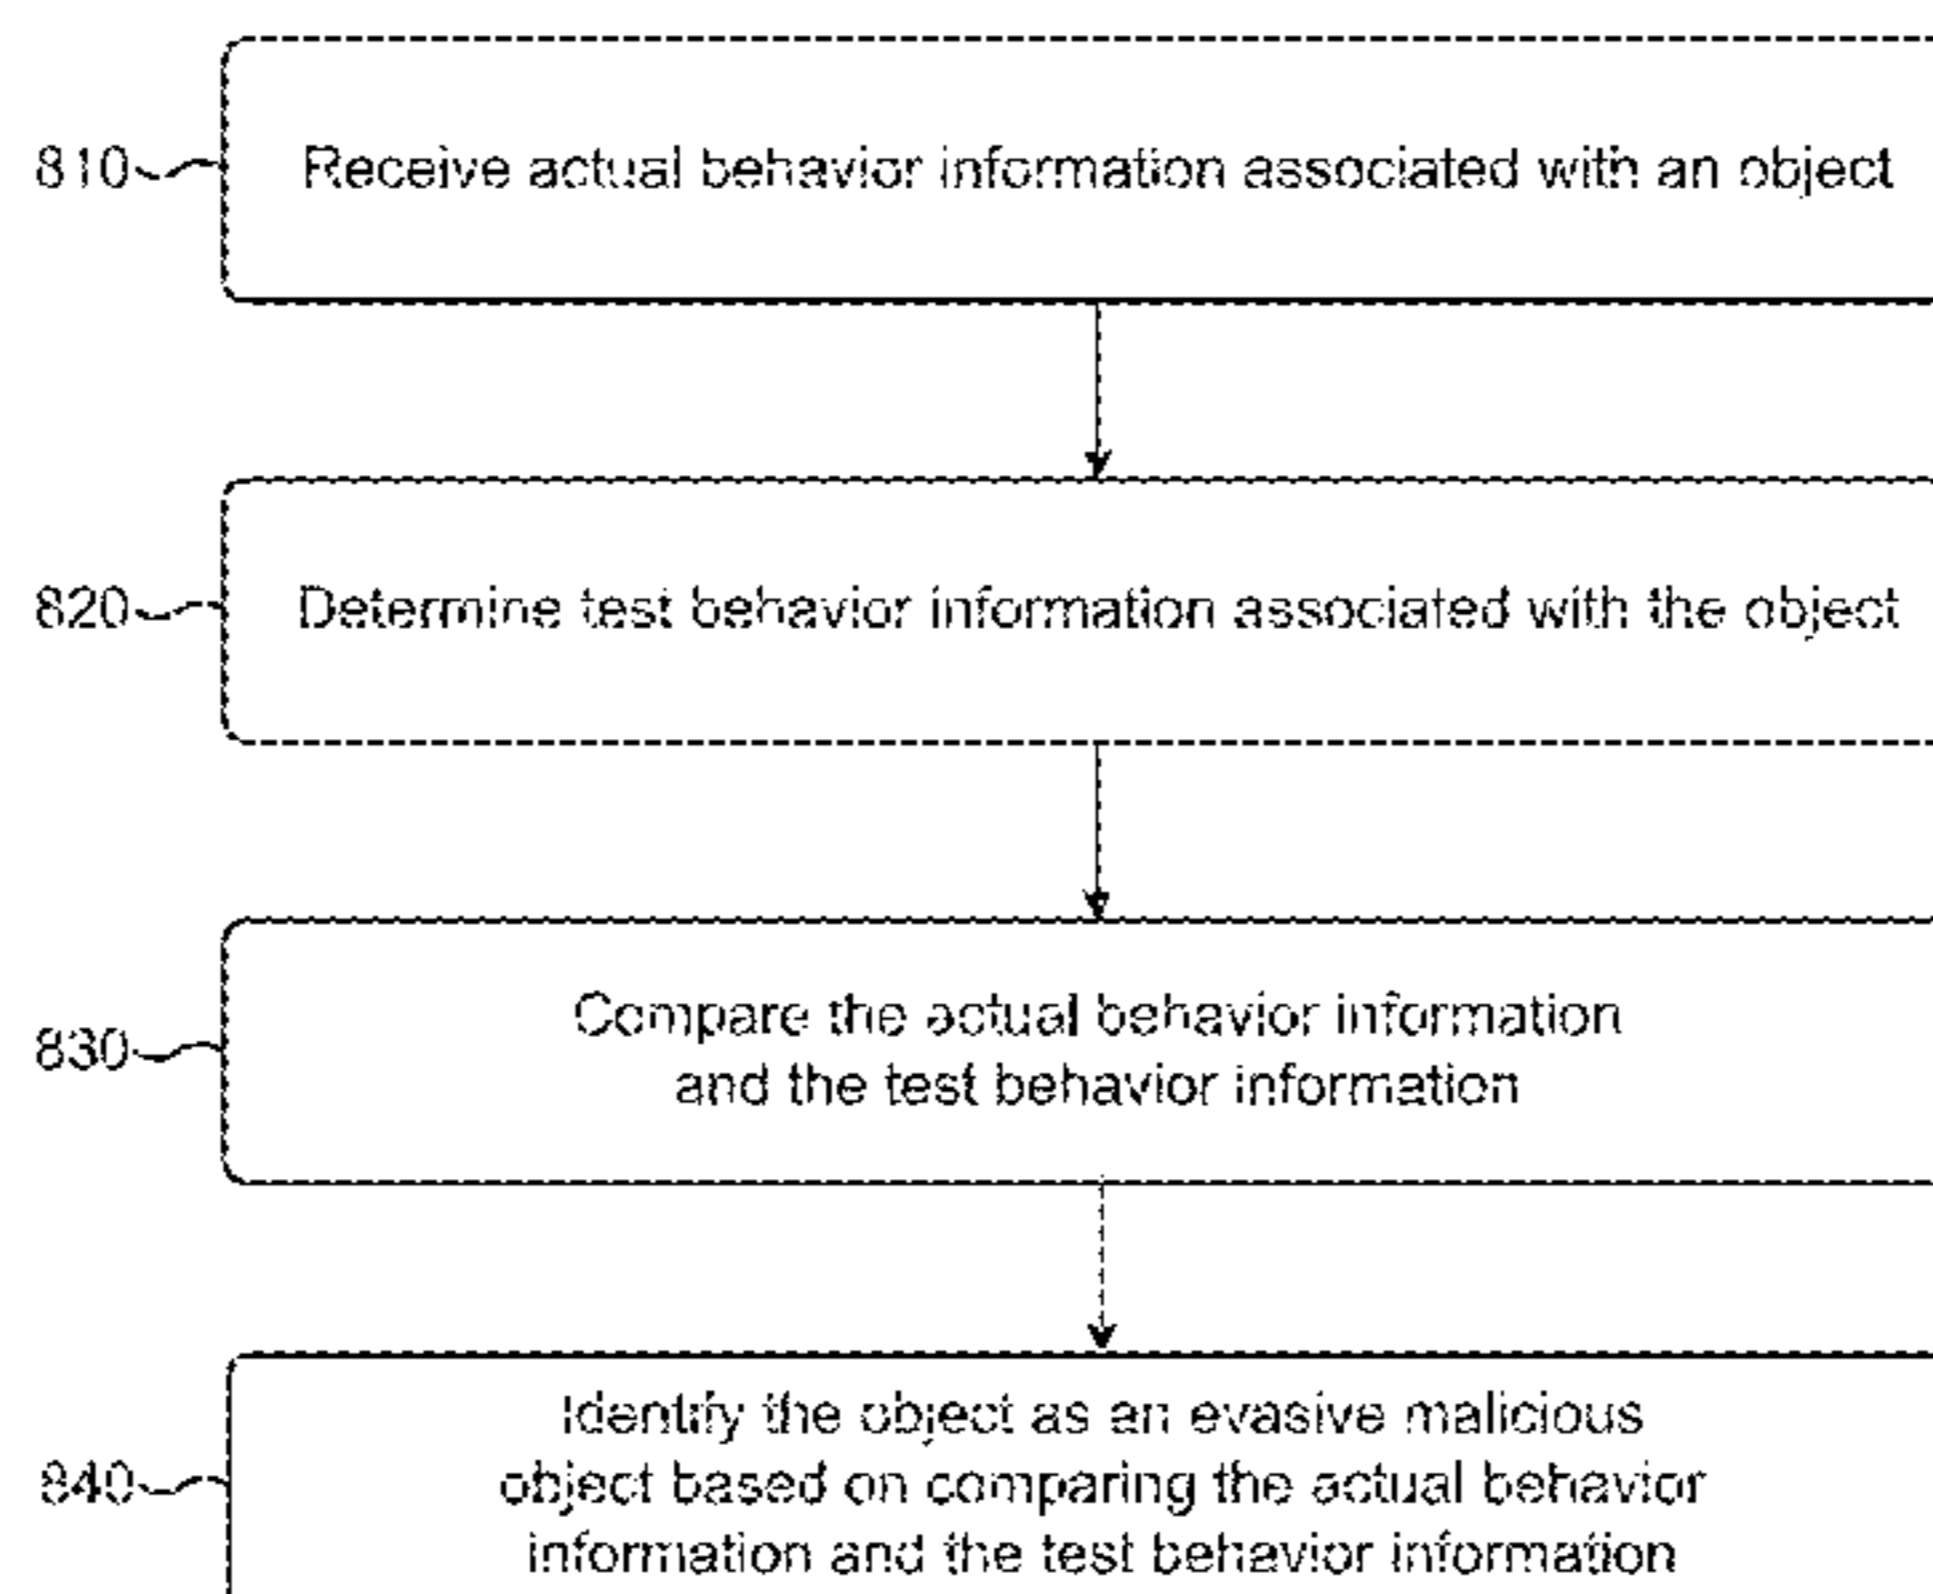 810
Receive actual behavior information associated with an object
820
Determine test behavior information associated with the object
830
Compare the actual behavior information
and the test behavior information
840
Identify the object as an evasive malicious
object based on comparing the actual behavior
information and the test behavior information